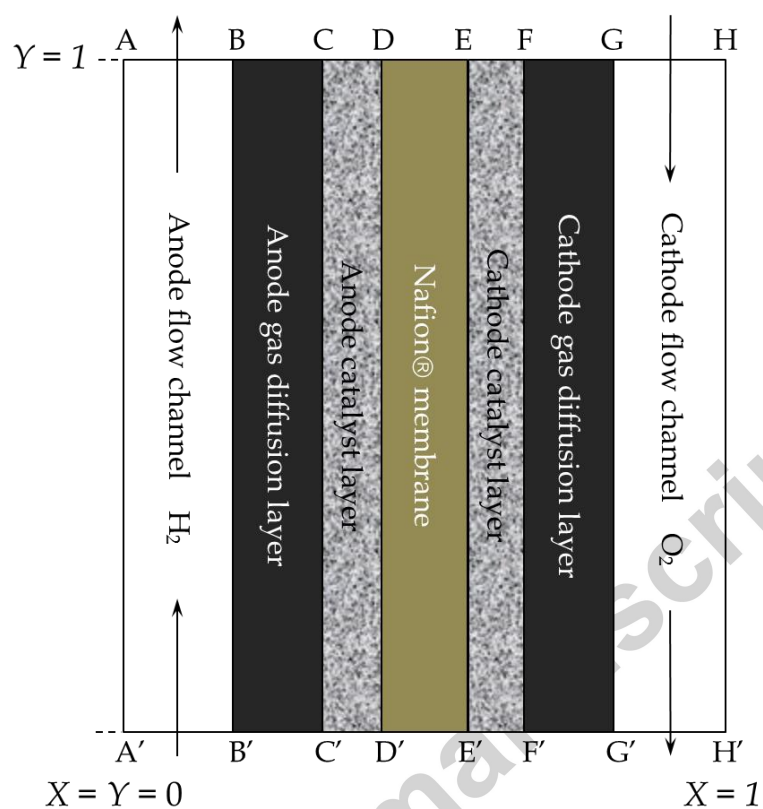 A B C D E F G H
Y = 1
Anode flow channel H₂
Anode gas diffusion layer
Anode catalyst layer
Nafion® membrane
Cathode catalyst layer
Cathode gas diffusion layer
Cathode flow channel O₂
A′ B′ C′ D′ E′ F′ G′ H′
X = Y = 0 X = 1